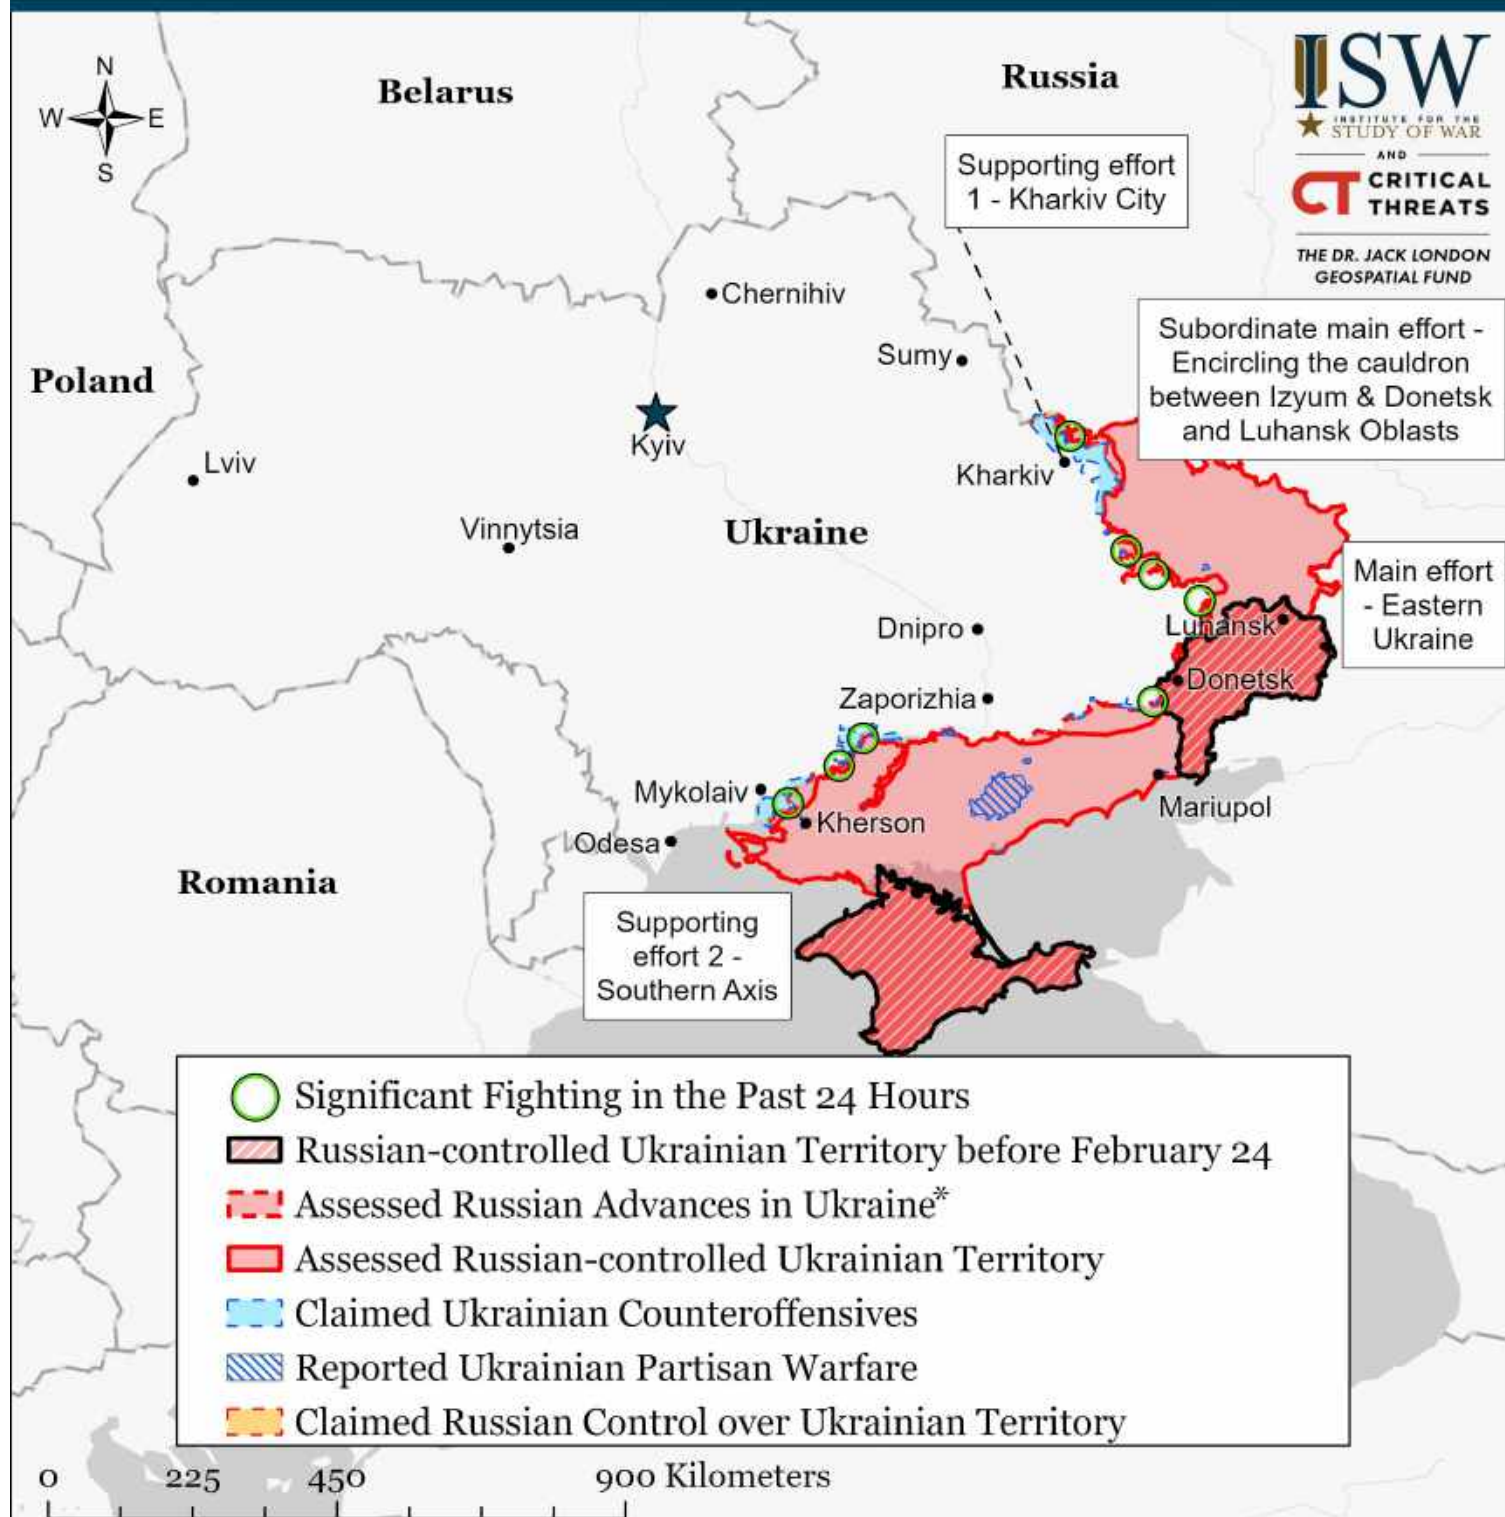 N
W
E
S
Belarus
Russia
ISW
INSTITUTE FOR THE
STUDY OF WAR
AND
CT CRITICAL
THREATS
THE DR. JACK LONDON
GEOSPATIAL FUND
Supporting effort
1 - Kharkiv City
Chernihiv
Subordinate main effort -
Encircling the cauldron
between Izyum & Donetsk
and Luhansk Oblasts
Sumy
Poland
Kyiv
Lviv
Kharkiv
Vinnytsia
Ukraine
Main effort
- Eastern
Ukraine
Dnipro
Luhansk
Donetsk
Zaporizhia
Mykolaiv
Mariupol
Kherson
Odesa
Romania
Supporting
effort 2 -
Southern Axis
Significant Fighting in the Past 24 Hours
Russian-controlled Ukrainian Territory before February 24
Assessed Russian Advances in Ukraine*
Assessed Russian-controlled Ukrainian Territory
Claimed Ukrainian Counteroffensives
Reported Ukrainian Partisan Warfare
Claimed Russian Control over Ukrainian Territory
0 225 450 900 Kilometers